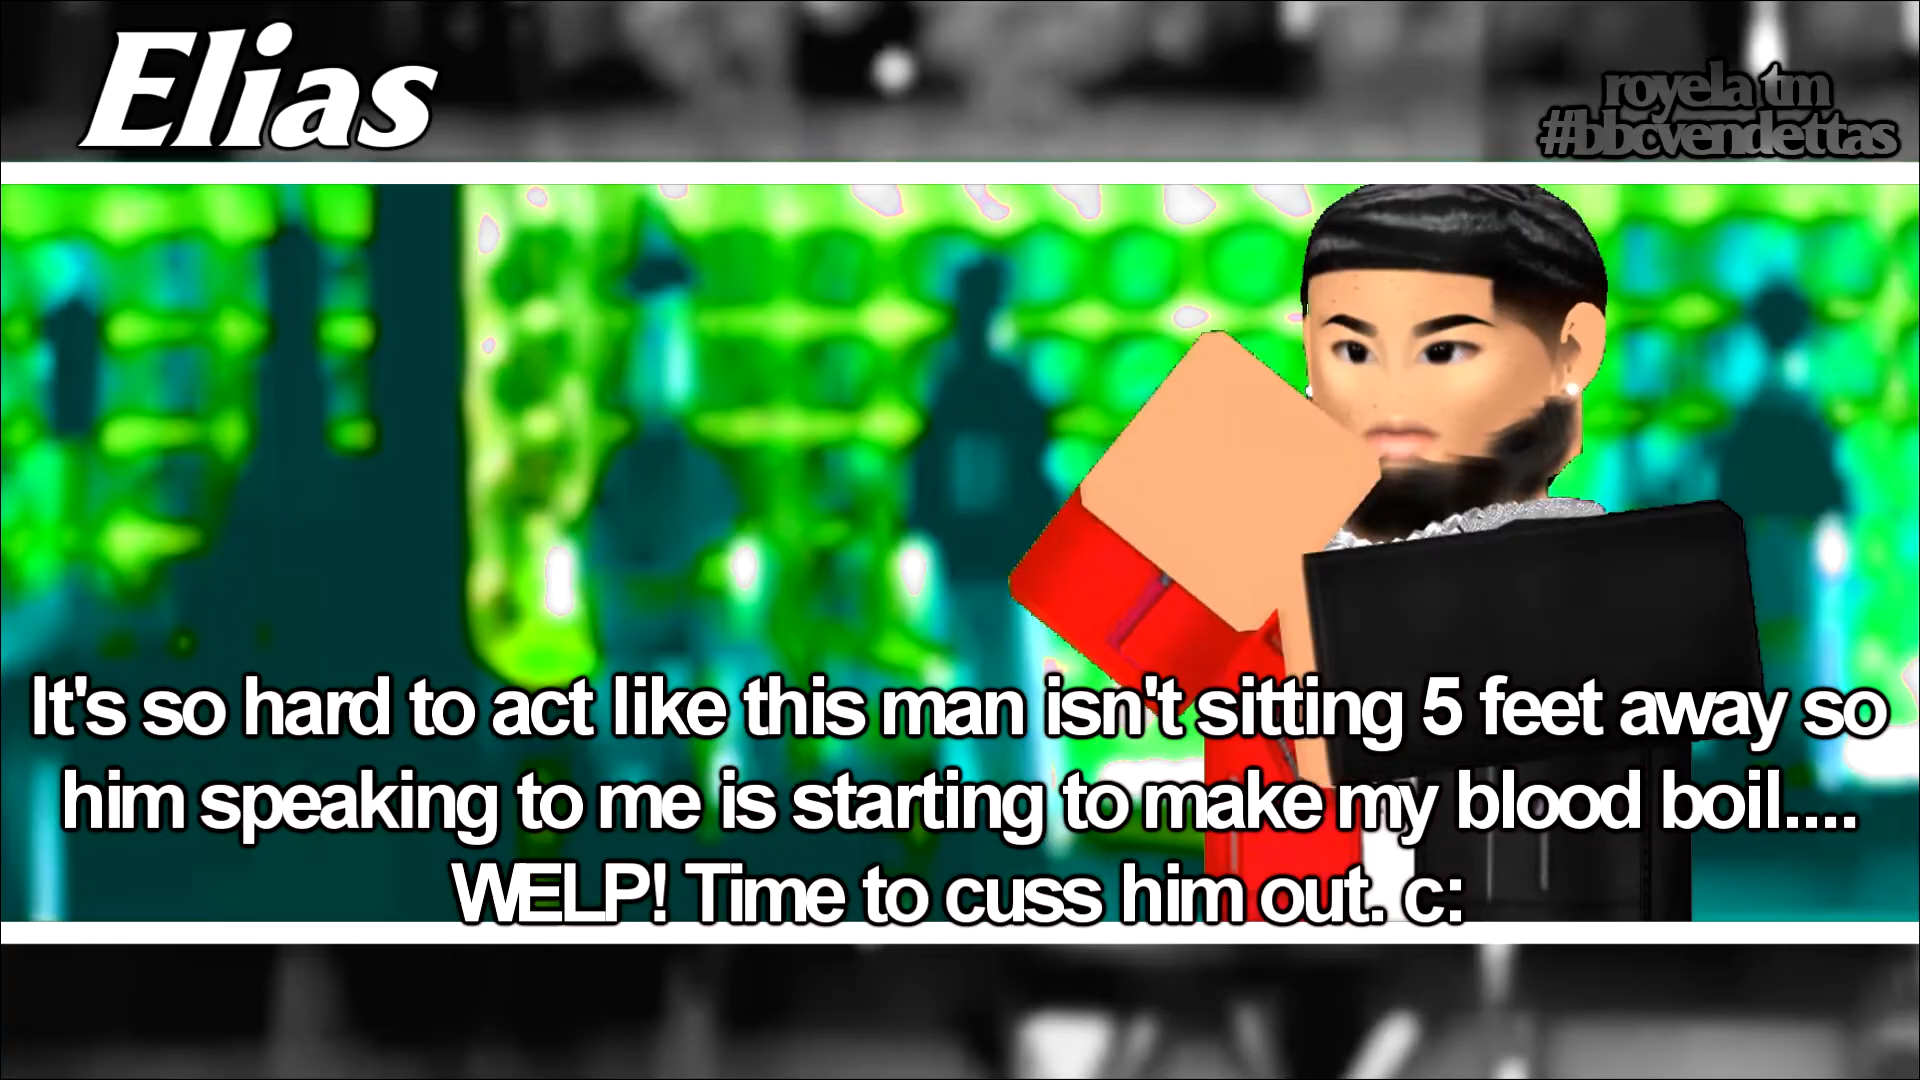 Elias
royela tm
#bbcvendettas
It's so hard to act like this man isn't sitting 5 feet away so
him speaking to me is starting to make my blood boil....
WELP! Time to cuss him out. c: